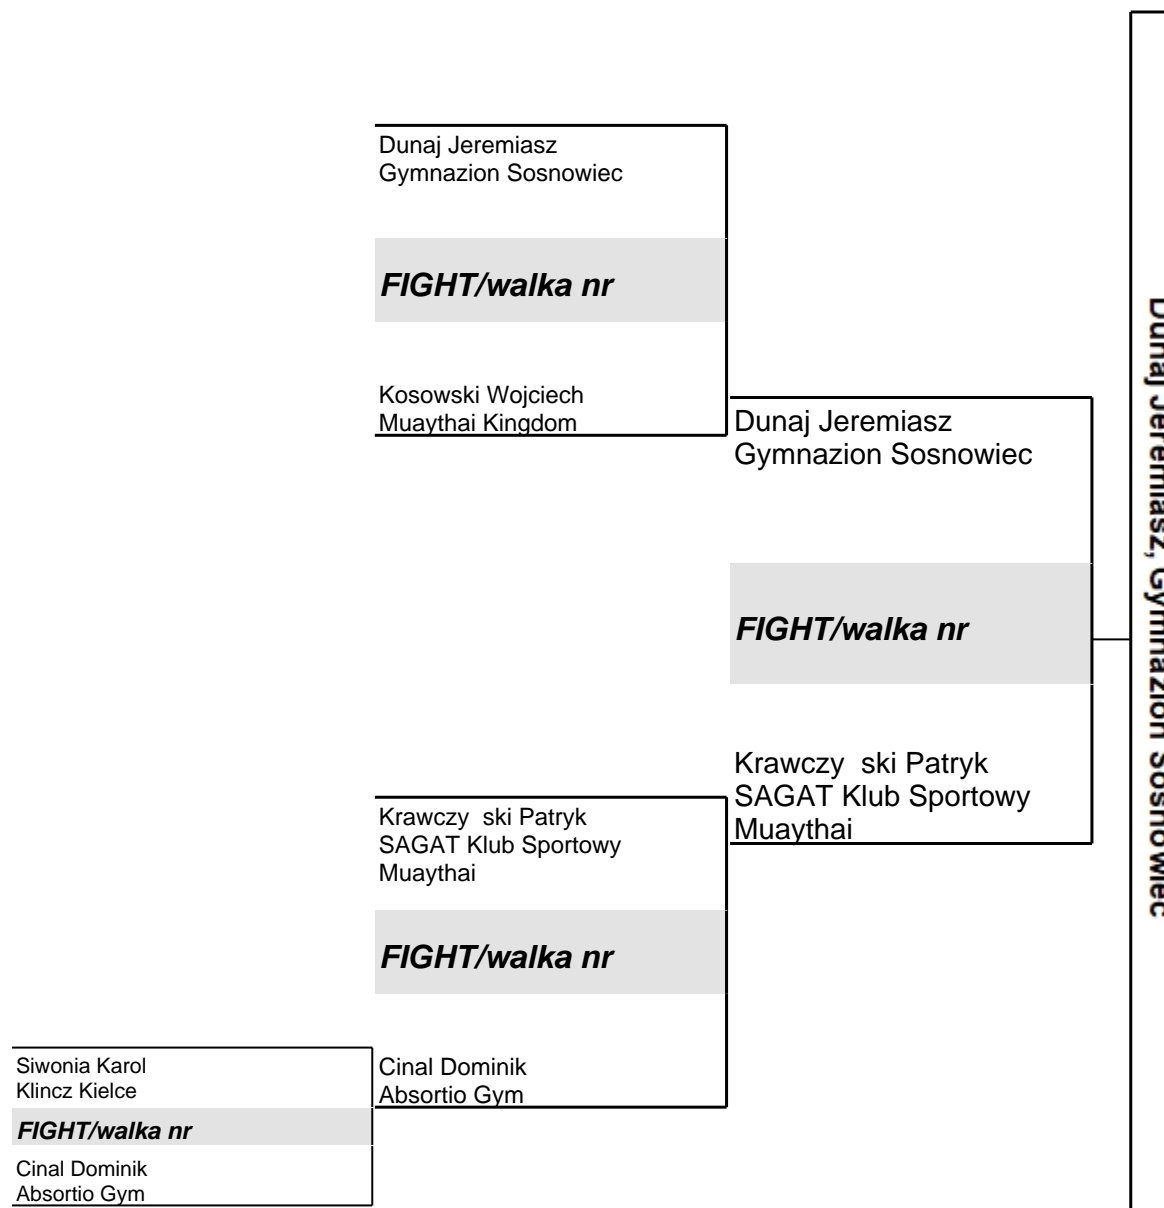 Dunaj Jeremiasz
Gymnazion Sosnowiec
FIGHT/walka nr
Kosowski Wojciech
Muaythai Kingdom
Dunaj Jeremiasz
Gymnazion Sosnowiec
FIGHT/walka nr
Krawczy ski Patryk
SAGAT Klub Sportowy
Muaythai
Krawczy ski Patryk
SAGAT Klub Sportowy
Muaythai
FIGHT/walka nr
Cinal Dominik
Absortio Gym
Siwonia Karol
Klincz Kielce
FIGHT/walka nr
Cinal Dominik
Absortio Gym
Dunaj Jeremiasz, Gymnazion Sosnowiec